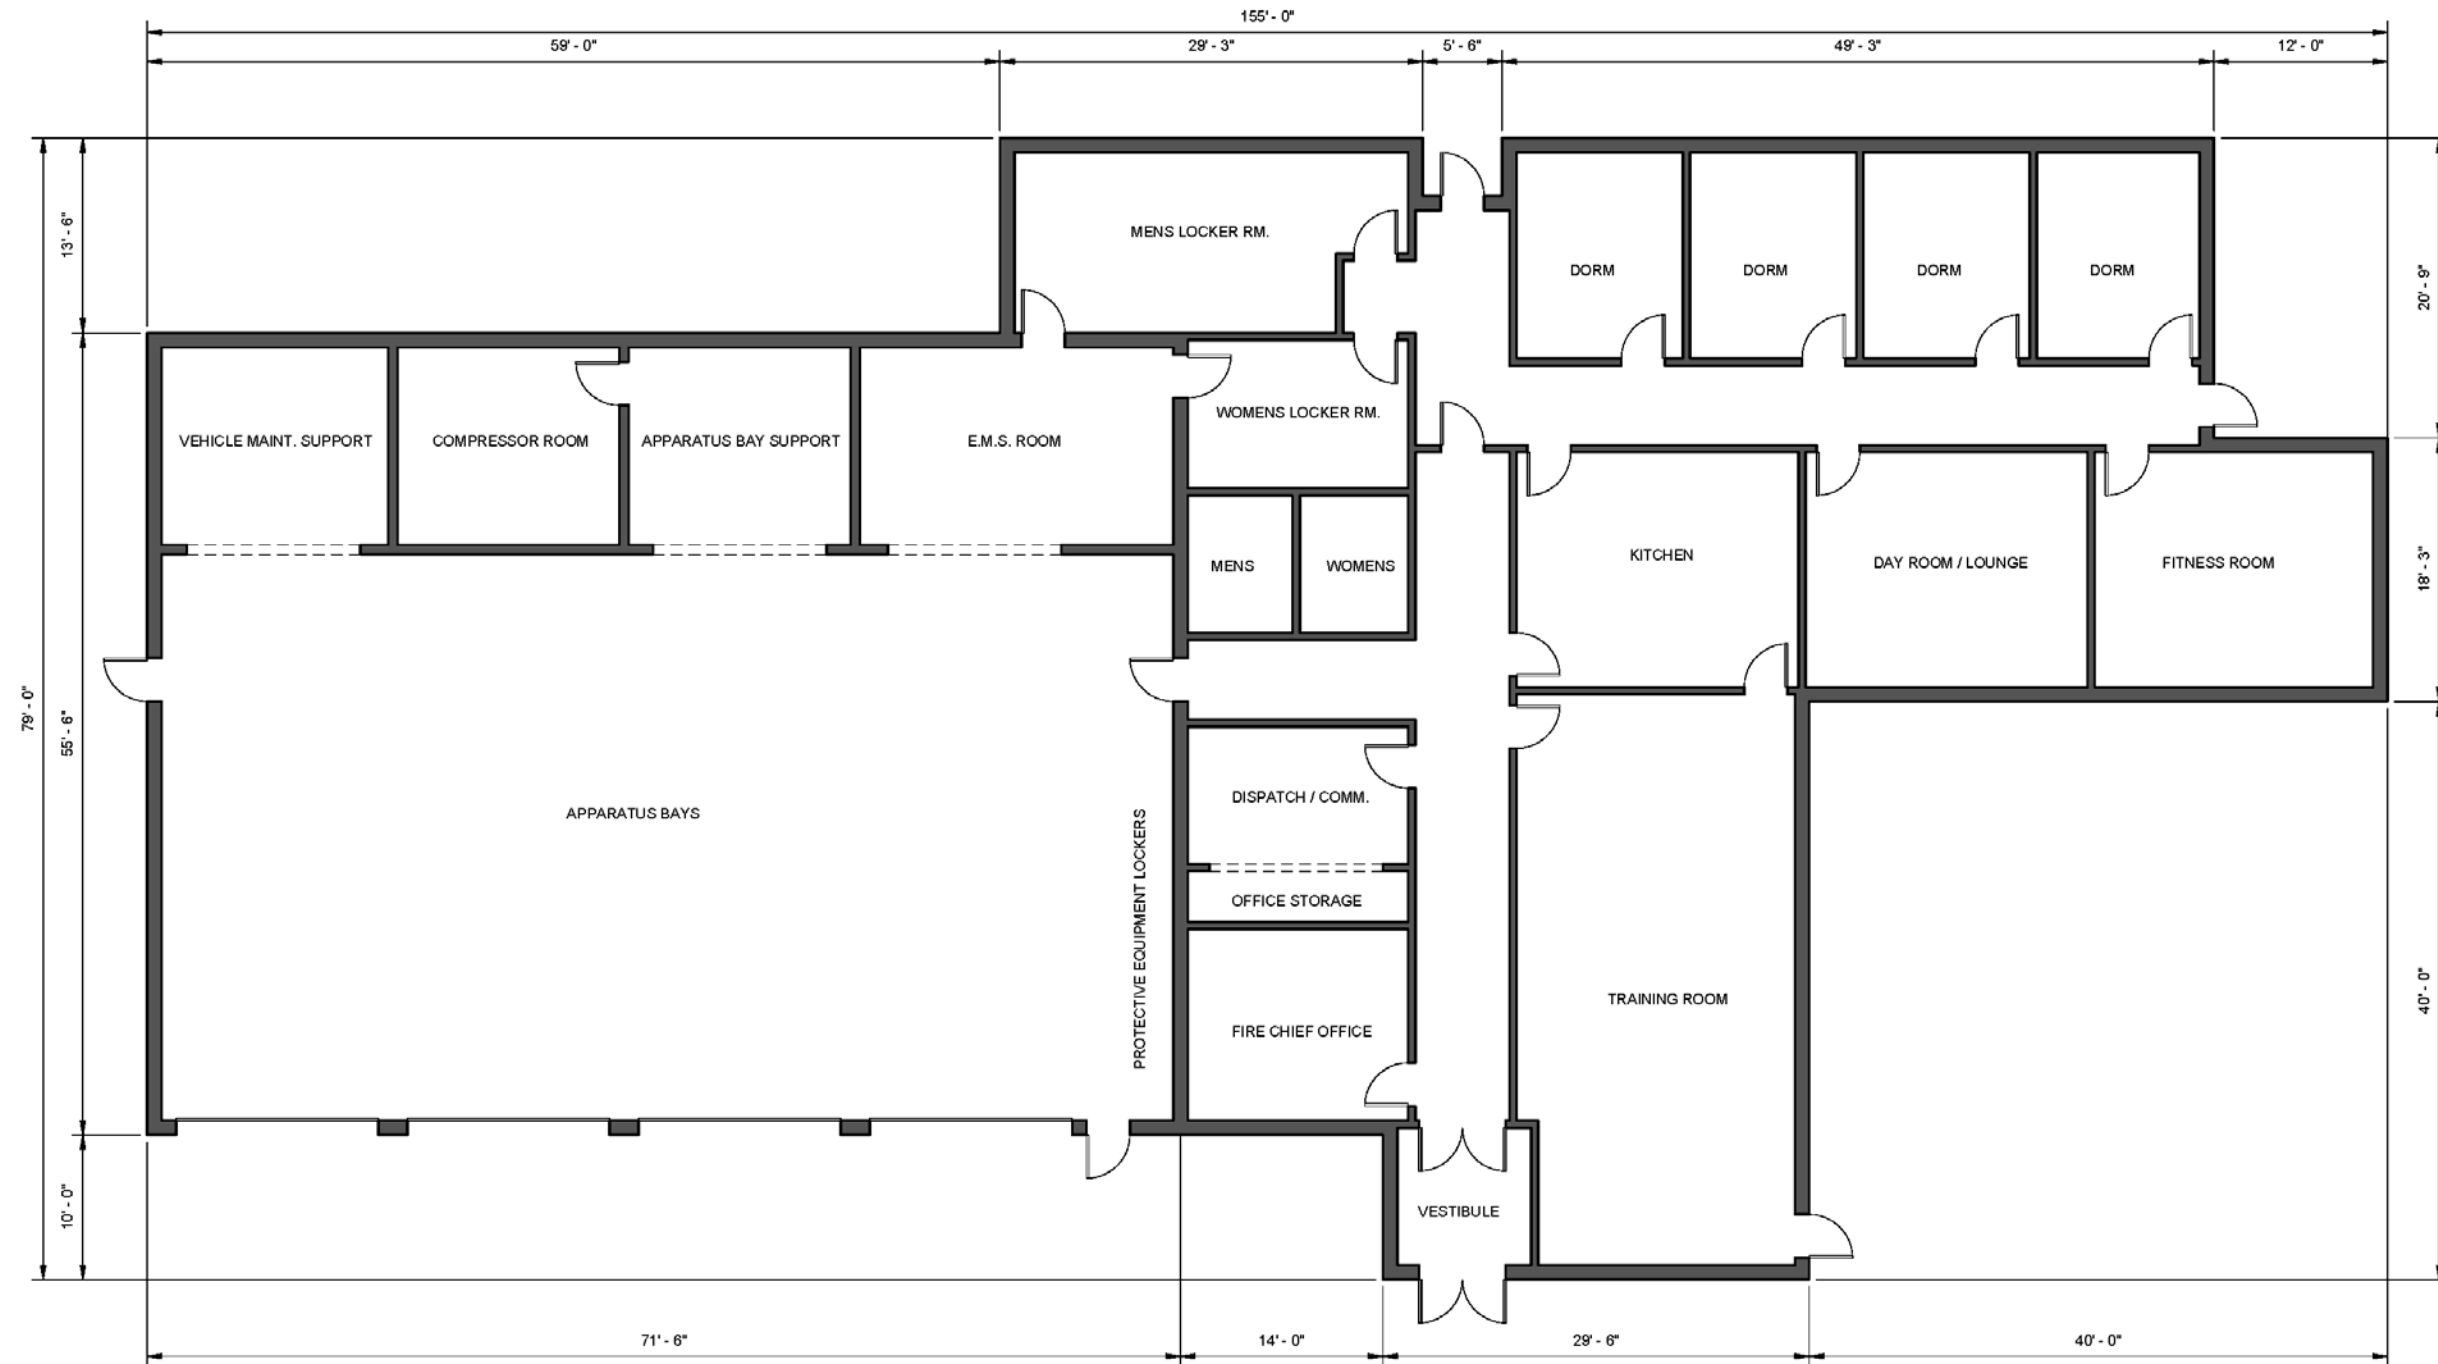 155' - 0"
59' - 0"
29' - 3"
5' - 6"
49' - 3"
12' - 0"
13' - 6"
MENS LOCKER RM.
DORM
DORM
DORM
DORM
20' - 9"
VEHICLE MAINT. SUPPORT
COMPRESSOR ROOM
APPARATUS BAY SUPPORT
E.M.S. ROOM
WOMENS LOCKER RM.
MENS
WOMENS
KITCHEN
DAY ROOM / LOUNGE
FITNESS ROOM
18' - 3"
79' - 0"
55' - 6"
APPARATUS BAYS
PROTECTIVE EQUIPMENT LOCKERS
DISPATCH / COMM.
OFFICE STORAGE
FIRE CHIEF OFFICE
TRAINING ROOM
40' - 0"
10' - 0"
VESTIBULE
71' - 6"
14' - 0"
29' - 6"
40' - 0"